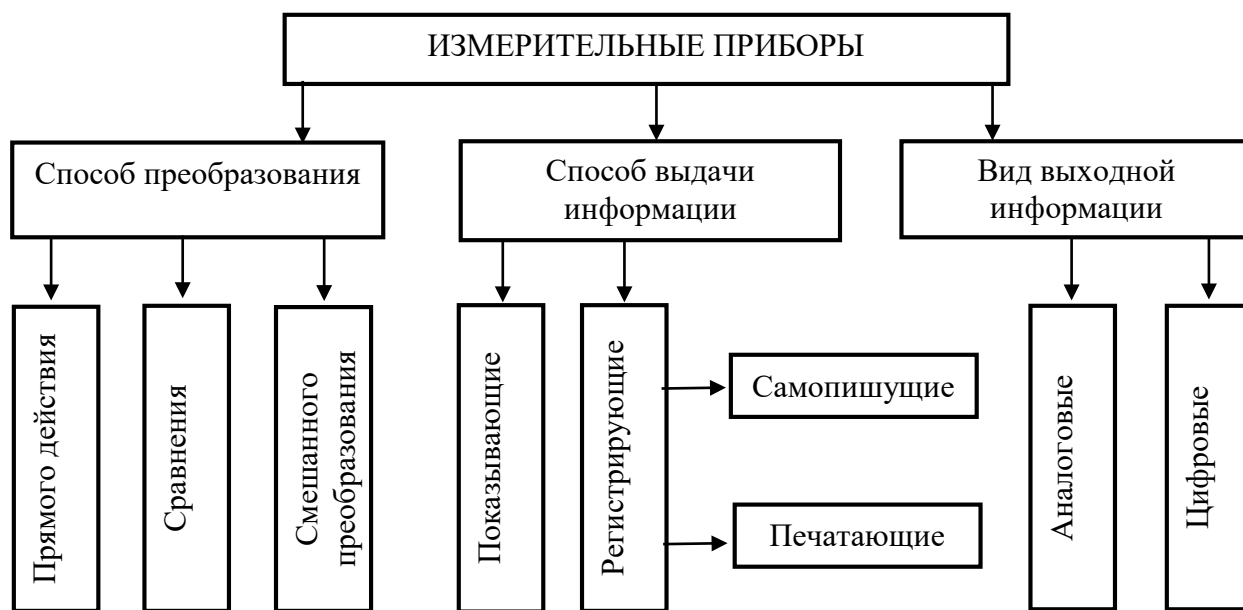 ИЗМЕРИТЕЛЬНЫЕ ПРИБОРЫ
Способ преобразования
Способ выдачи
информации
Вид выходной
информации
Прямого действия
Сравнения
Смешанного
преобразования
Показывающие
Регистрирующие
Самопишущие
Печатающие
Аналоговые
Цифровые